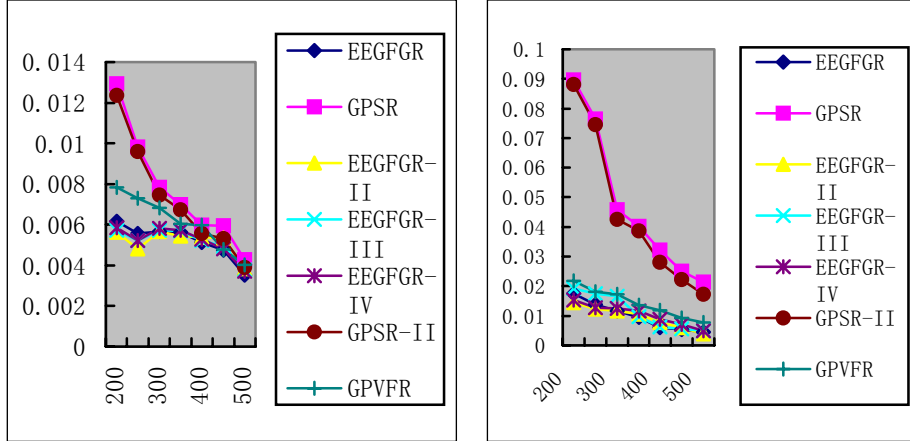 0.014
0.012
0.01
0.008
0.006
0.004
0.002
0
200
300
400
500
EEGFGR
GPSR
EEGFGR-
II
EEGFGR-
III
EEGFGR-
IV
GPSR-II
GPVFR
0.1
0.09
0.08
0.07
0.06
0.05
0.04
0.03
0.02
0.01
0
200
300
400
500
EEGFGR
GPSR
EEGFGR-
II
EEGFGR-
III
EEGFGR-
IV
GPSR-II
GPVFR